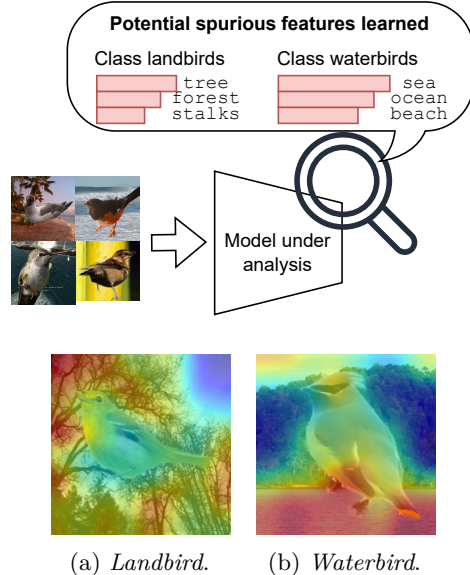 Potential spurious features learned
Class landbirds
Class waterbirds
tree
forest
stalks
sea
ocean
beach
Model under
analysis
(a) Landbird.
(b) Waterbird.